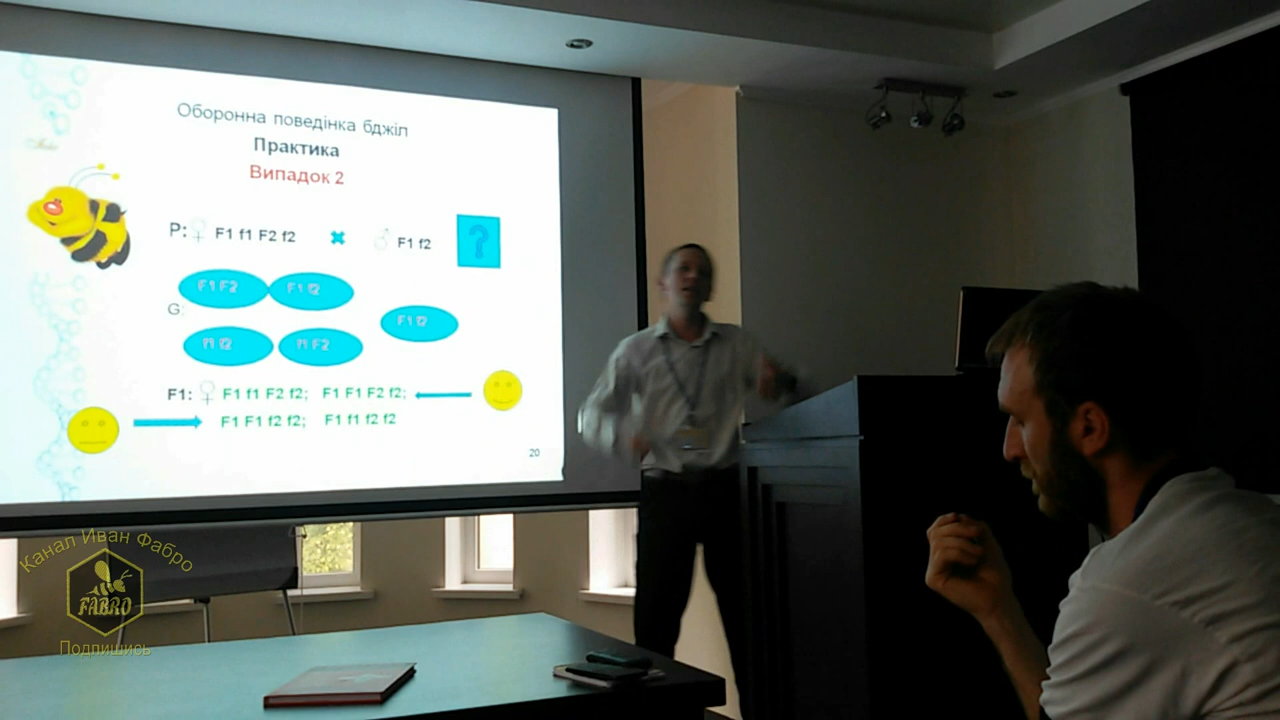 Оборонна поведінка бджіл
Практика
Випадок 2
P: ♀ F1 f1 F2 f2 ✖ ♂ F1 f2 ?
F1 F2 F1 f2
G: F1 f2
f1 f2 f1 F2
F1: ♀ F1 f1 F2 f2; F1 F1 F2 f2;
F1 F1 f2 f2; F1 f1 f2 f2
20
Канал Иван Фабро
FABRO
Подпишись